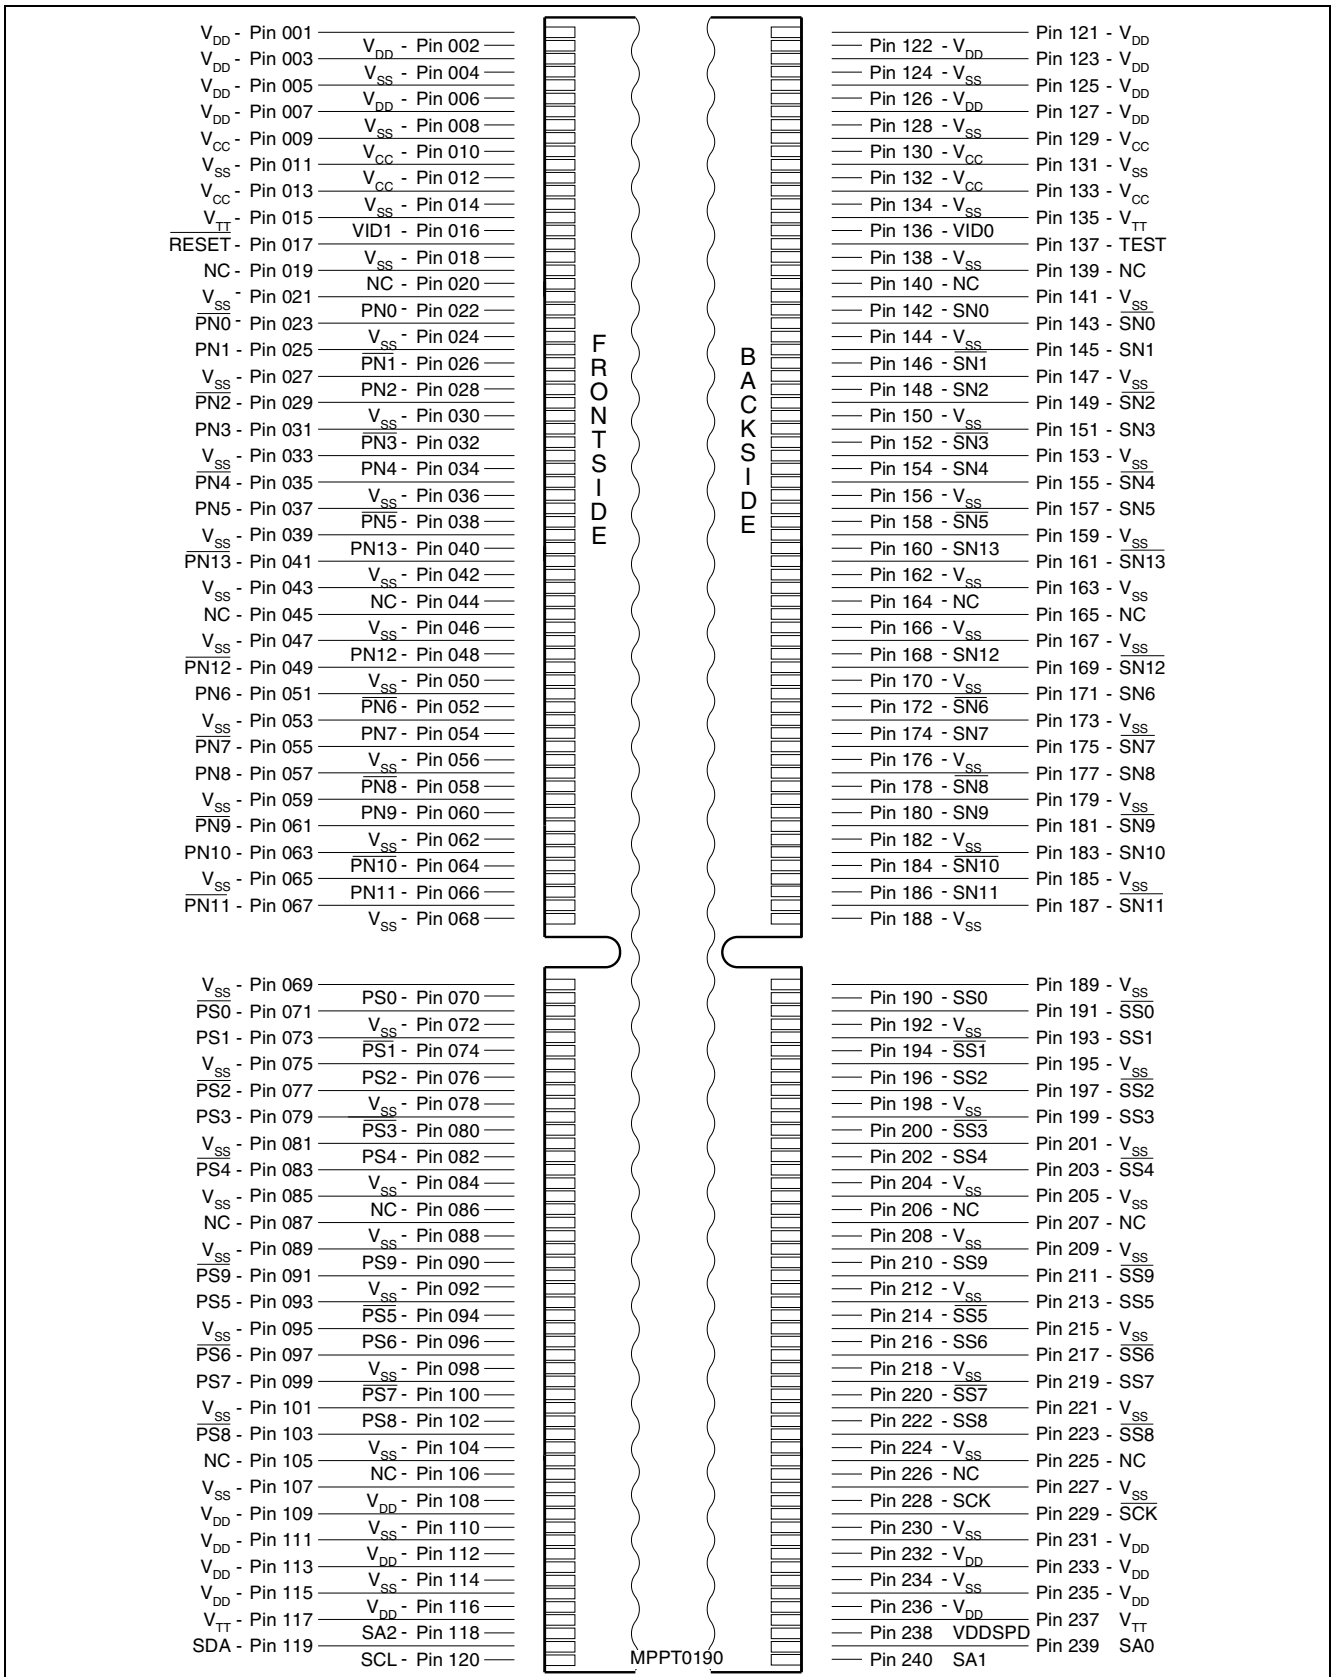 VDD - Pin 001 Pin 121 - VDD
VDD - Pin 002 Pin 122 - VDD
VDD - Pin 003 Pin 123 - VDD
VSS - Pin 004 Pin 124 - VSS
VDD - Pin 005 Pin 125 - VDD
VDD - Pin 006 Pin 126 - VDD
VDD - Pin 007 Pin 127 - VDD
VSS - Pin 008 Pin 128 - VSS
VCC - Pin 009 Pin 129 - VCC
VCC - Pin 010 Pin 130 - VCC
VSS - Pin 011 Pin 131 - VSS
VCC - Pin 012 Pin 132 - VCC
VCC - Pin 013 Pin 133 - VCC
VSS - Pin 014 Pin 134 - VSS
VTT - Pin 015 Pin 135 - VTT
VID1 - Pin 016 Pin 136 - VID0
RESET - Pin 017 Pin 137 - TEST
VSS - Pin 018 Pin 138 - VSS
NC - Pin 019 Pin 139 - NC
NC - Pin 020 Pin 140 - NC
VSS - Pin 021 Pin 141 - VSS
PN0 - Pin 022 Pin 142 - SN0
PN0 - Pin 023 Pin 143 - SN0
VSS - Pin 024 Pin 144 - VSS
PN1 - Pin 025 Pin 145 - SN1
PN1 - Pin 026 Pin 146 - SN1
VSS - Pin 027 Pin 147 - VSS
PN2 - Pin 028 Pin 148 - SN2
PN2 - Pin 029 Pin 149 - SN2
VSS - Pin 030 Pin 150 - VSS
PN3 - Pin 031 Pin 151 - SN3
PN3 - Pin 032 Pin 152 - SN3
VSS - Pin 033 Pin 153 - VSS
PN4 - Pin 034 Pin 154 - SN4
PN4 - Pin 035 Pin 155 - SN4
VSS - Pin 036 Pin 156 - VSS
PN5 - Pin 037 Pin 157 - SN5
PN5 - Pin 038 Pin 158 - SN5
VSS - Pin 039 Pin 159 - VSS
PN13 - Pin 040 Pin 160 - SN13
PN13 - Pin 041 Pin 161 - SN13
VSS - Pin 042 Pin 162 - VSS
VSS - Pin 043 Pin 163 - VSS
NC - Pin 044 Pin 164 - NC
NC - Pin 045 Pin 165 - NC
VSS - Pin 046 Pin 166 - VSS
VSS - Pin 047 Pin 167 - VSS
PN12 - Pin 048 Pin 168 - SN12
PN12 - Pin 049 Pin 169 - SN12
VSS - Pin 050 Pin 170 - VSS
PN6 - Pin 051 Pin 171 - SN6
PN6 - Pin 052 Pin 172 - SN6
VSS - Pin 053 Pin 173 - VSS
PN7 - Pin 054 Pin 174 - SN7
PN7 - Pin 055 Pin 175 - SN7
VSS - Pin 056 Pin 176 - VSS
PN8 - Pin 057 Pin 177 - SN8
PN8 - Pin 058 Pin 178 - SN8
VSS - Pin 059 Pin 179 - VSS
PN9 - Pin 060 Pin 180 - SN9
PN9 - Pin 061 Pin 181 - SN9
VSS - Pin 062 Pin 182 - VSS
PN10 - Pin 063 Pin 183 - SN10
PN10 - Pin 064 Pin 184 - SN10
VSS - Pin 065 Pin 185 - VSS
PN11 - Pin 066 Pin 186 - SN11
PN11 - Pin 067 Pin 187 - SN11
VSS - Pin 068 Pin 188 - VSS
FRONTSIDE
BACKSIDE
VSS - Pin 069 Pin 189 - VSS
PS0 - Pin 070 Pin 190 - SS0
PS0 - Pin 071 Pin 191 - SS0
VSS - Pin 072 Pin 192 - VSS
PS1 - Pin 073 Pin 193 - SS1
PS1 - Pin 074 Pin 194 - SS1
VSS - Pin 075 Pin 195 - VSS
PS2 - Pin 076 Pin 196 - SS2
PS2 - Pin 077 Pin 197 - SS2
VSS - Pin 078 Pin 198 - VSS
PS3 - Pin 079 Pin 199 - SS3
PS3 - Pin 080 Pin 200 - SS3
VSS - Pin 081 Pin 201 - VSS
PS4 - Pin 082 Pin 202 - SS4
PS4 - Pin 083 Pin 203 - SS4
VSS - Pin 084 Pin 204 - VSS
VSS - Pin 085 Pin 205 - VSS
NC - Pin 086 Pin 206 - NC
NC - Pin 087 Pin 207 - NC
VSS - Pin 088 Pin 208 - VSS
VSS - Pin 089 Pin 209 - VSS
PS9 - Pin 090 Pin 210 - SS9
PS9 - Pin 091 Pin 211 - SS9
VSS - Pin 092 Pin 212 - VSS
PS5 - Pin 093 Pin 213 - SS5
PS5 - Pin 094 Pin 214 - SS5
VSS - Pin 095 Pin 215 - VSS
PS6 - Pin 096 Pin 216 - SS6
PS6 - Pin 097 Pin 217 - SS6
VSS - Pin 098 Pin 218 - VSS
PS7 - Pin 099 Pin 219 - SS7
PS7 - Pin 100 Pin 220 - SS7
VSS - Pin 101 Pin 221 - VSS
PS8 - Pin 102 Pin 222 - SS8
PS8 - Pin 103 Pin 223 - SS8
VSS - Pin 104 Pin 224 - VSS
NC - Pin 105 Pin 225 - NC
NC - Pin 106 Pin 226 - NC
VSS - Pin 107 Pin 227 - VSS
VDD - Pin 108 Pin 228 - SCK
VDD - Pin 109 Pin 229 - SCK
VSS - Pin 110 Pin 230 - VSS
VDD - Pin 111 Pin 231 - VDD
VDD - Pin 112 Pin 232 - VDD
VDD - Pin 113 Pin 233 - VDD
VSS - Pin 114 Pin 234 - VSS
VDD - Pin 115 Pin 235 - VDD
VDD - Pin 116 Pin 236 - VDD
VTT - Pin 117 Pin 237 VTT
SA2 - Pin 118 Pin 238 VDDSPD
SDA - Pin 119 Pin 239 SA0
SCL - Pin 120 MPPT0190 Pin 240 SA1